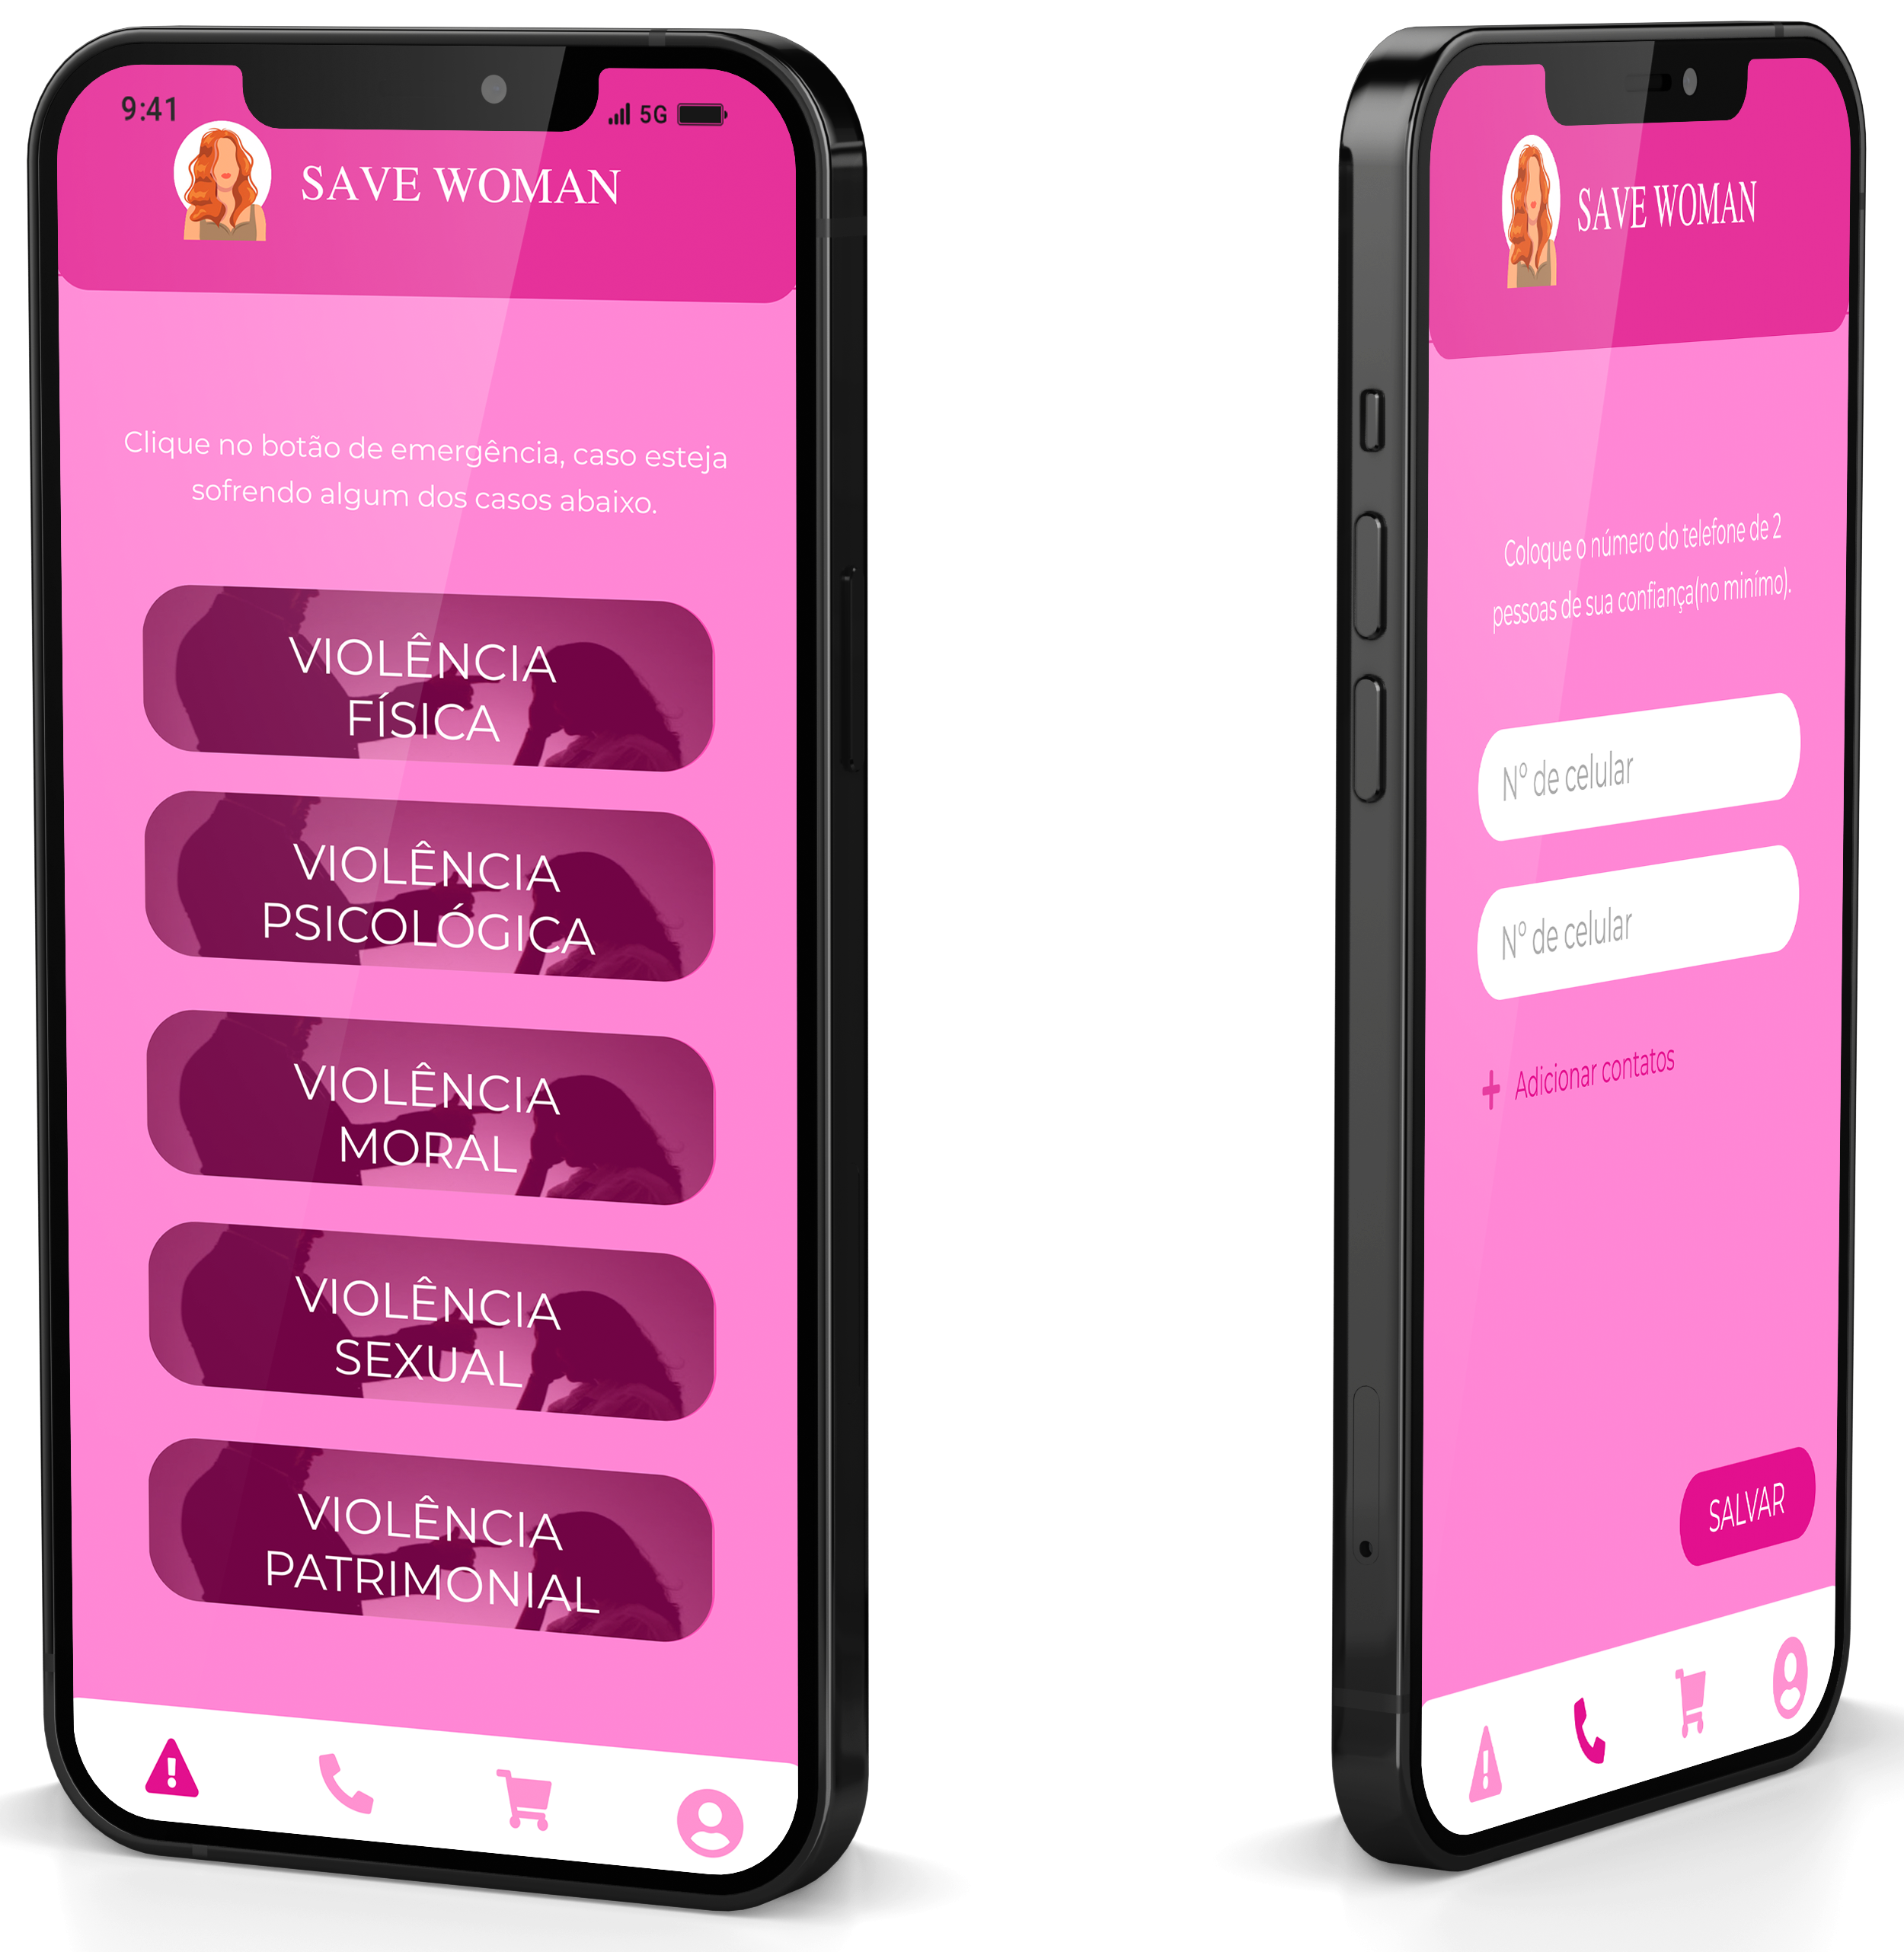 9:41
5G
SAVE WOMAN
Clique no botão de emergência, caso esteja
sofrendo algum dos casos abaixo.
VIOLÊNCIA
FÍSICA
VIOLÊNCIA
PSICOLÓGICA
VIOLÊNCIA
MORAL
VIOLÊNCIA
SEXUAL
VIOLÊNCIA
PATRIMONIAL
SAVE WOMAN
Coloque o número do telefone de 2
pessoas de sua confiança(no minímo).
Nº de celular
Nº de celular
+ Adicionar contatos
SALVAR